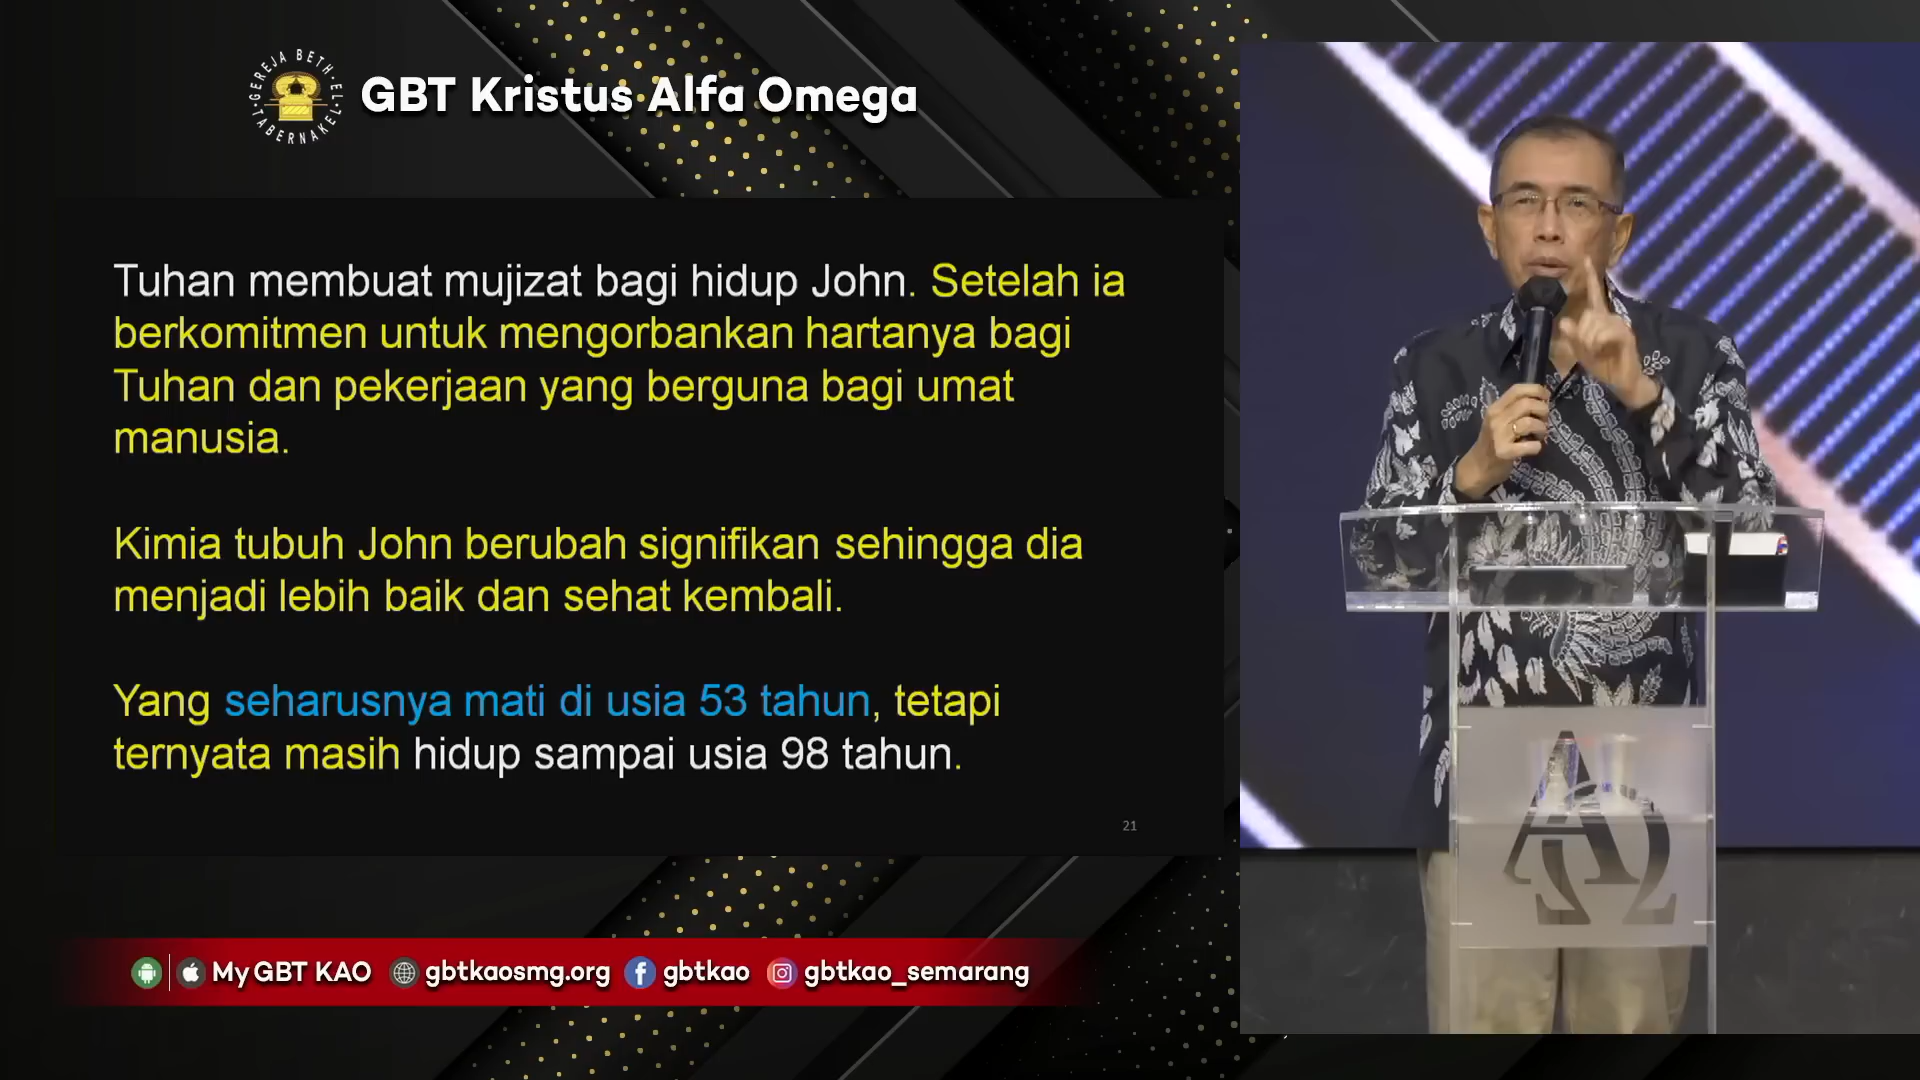 GEREJA BETH-EL TABERNAKEL
GBT Kristus Alfa Omega
Tuhan membuat mujizat bagi hidup John. Setelah ia
berkomitmen untuk mengorbankan hartanya bagi
Tuhan dan pekerjaan yang berguna bagi umat
manusia.
Kimia tubuh John berubah signifikan sehingga dia
menjadi lebih baik dan sehat kembali.
Yang seharusnya mati di usia 53 tahun, tetapi
ternyata masih hidup sampai usia 98 tahun.
21
My GBT KAO gbtkaosmg.org gbtkao gbtkao_semarang
ΑΩ